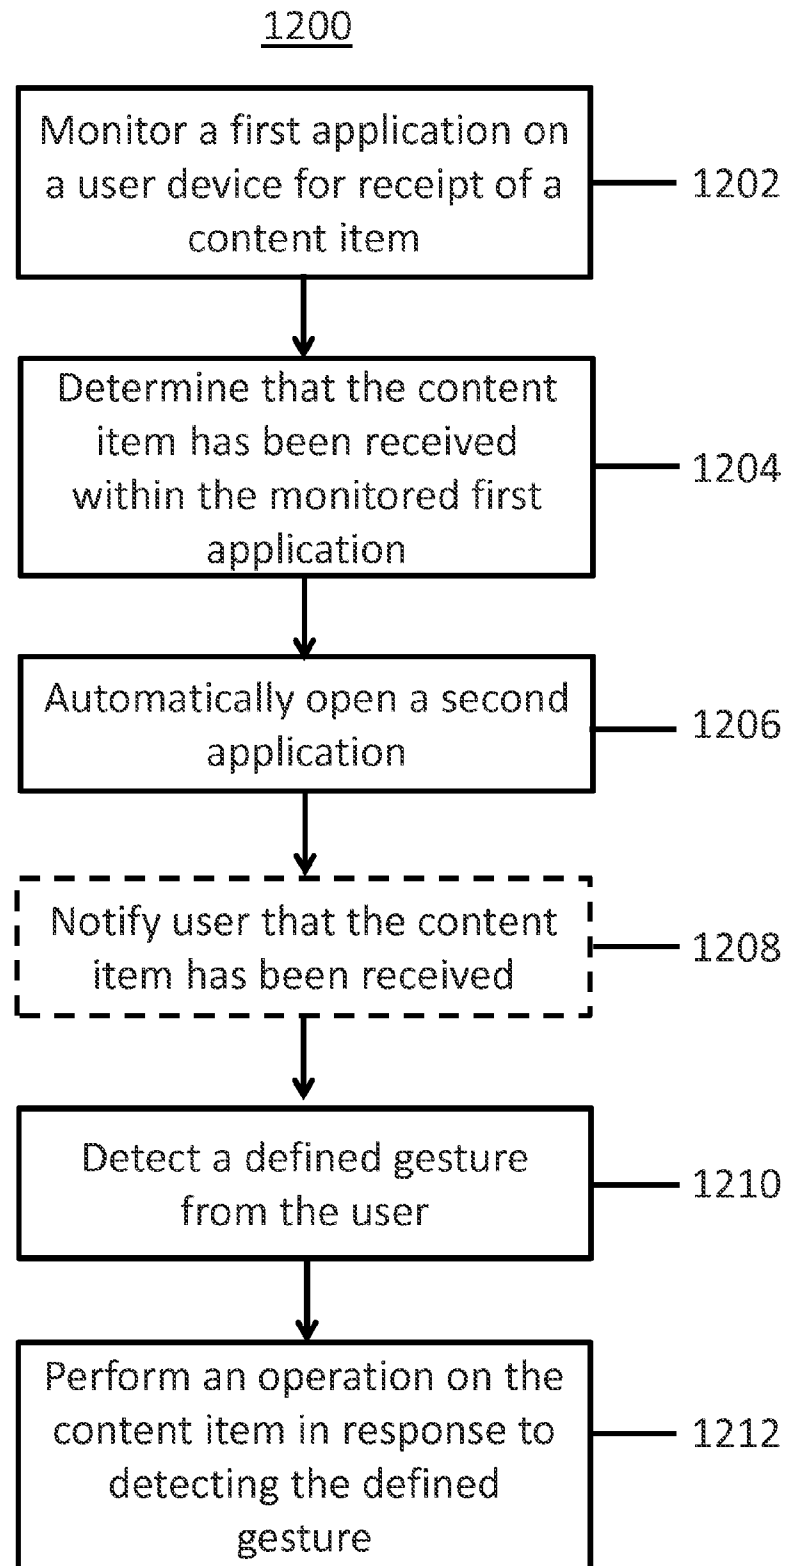 1200
Monitor a first application on
a user device for receipt of a
content item
1202
Determine that the content
item has been received
within the monitored first
application
1204
Automatically open a second
application
1206
Notify user that the content
item has been received
1208
Detect a defined gesture
from the user
1210
Perform an operation on the
content item in response to
detecting the defined
gesture
1212